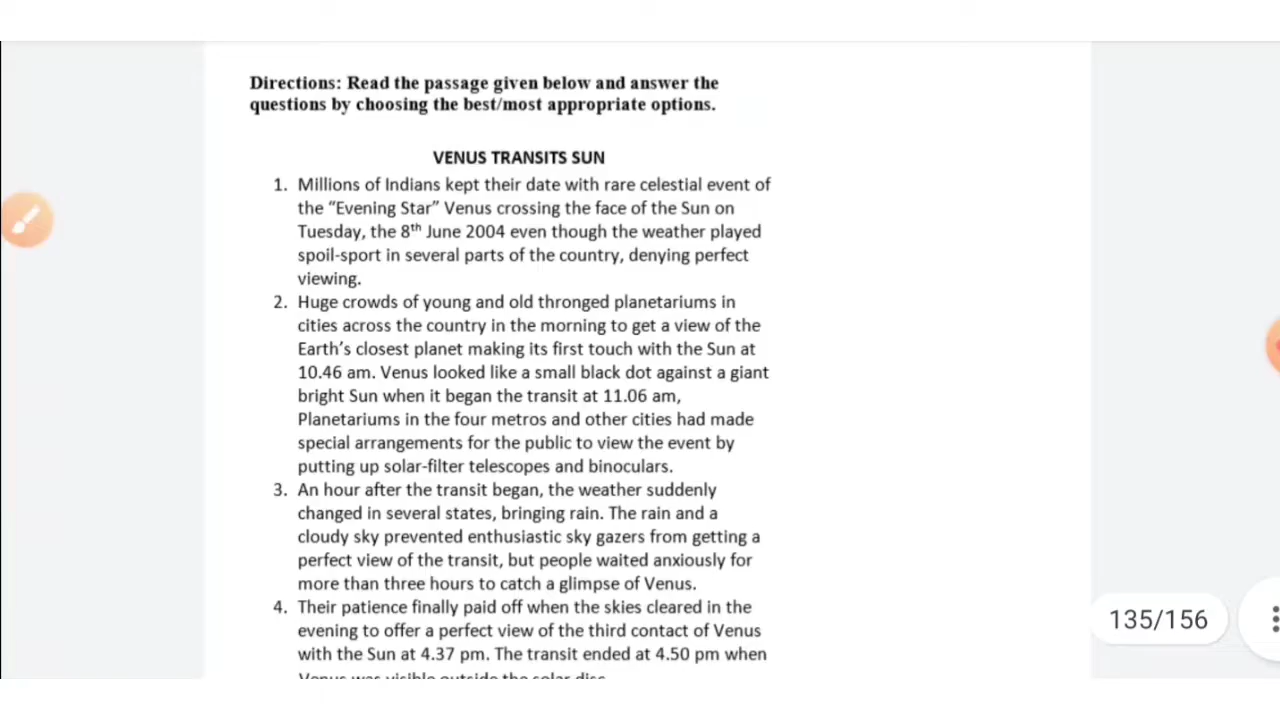 Directions: Read the passage given below and answer the
questions by choosing the best/most appropriate options.
VENUS TRANSITS SUN
1. Millions of Indians kept their date with rare celestial event of
the “Evening Star” Venus crossing the face of the Sun on
Tuesday, the 8th June 2004 even though the weather played
spoil-sport in several parts of the country, denying perfect
viewing.
2. Huge crowds of young and old thronged planetariums in
cities across the country in the morning to get a view of the
Earth’s closest planet making its first touch with the Sun at
10.46 am. Venus looked like a small black dot against a giant
bright Sun when it began the transit at 11.06 am,
Planetariums in the four metros and other cities had made
special arrangements for the public to view the event by
putting up solar-filter telescopes and binoculars.
3. An hour after the transit began, the weather suddenly
changed in several states, bringing rain. The rain and a
cloudy sky prevented enthusiastic sky gazers from getting a
perfect view of the transit, but people waited anxiously for
more than three hours to catch a glimpse of Venus.
4. Their patience finally paid off when the skies cleared in the
evening to offer a perfect view of the third contact of Venus
with the Sun at 4.37 pm. The transit ended at 4.50 pm when
Venus was visible outside the solar disc
135/156